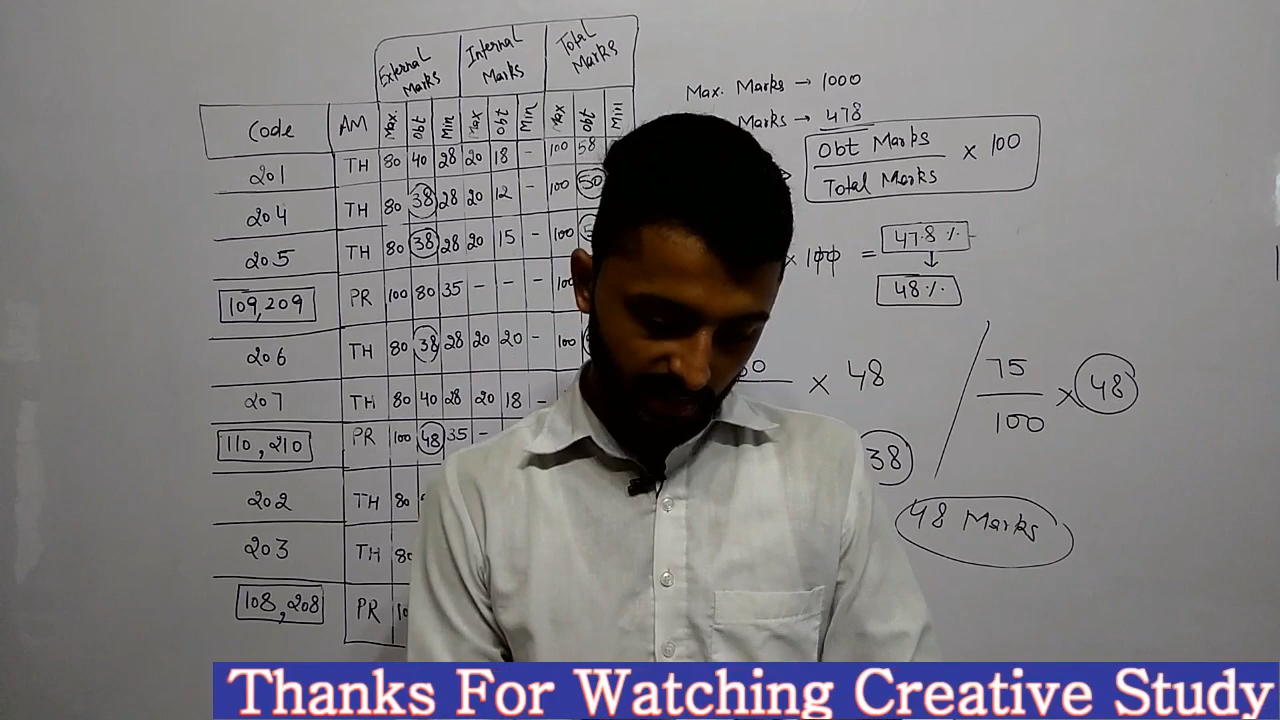 External Marks Internal Marks Total Marks
Code AM Max. Obt Min Max Obt Min Max Obt Min
201 TH 80 40 28 20 18 - 100 58
204 TH 80 38 28 20 12 - 100 50
205 TH 80 38 28 20 15 - 100
109,209 PR 100 80 35 - - - 100
206 TH 80 38 28 20 20 - 100
207 TH 80 40 28 20 18 -
110,210 PR 100 48 35 -
202 TH 80
203 TH 80
108,208 PR
Max. Marks → 1000
Marks → 478
Obt Marks
Total Marks
× 100
× 100 = 47.8 %
↓
48 %
× 48
38
75
100
× 48
48 Marks
Thanks For Watching Creative Study